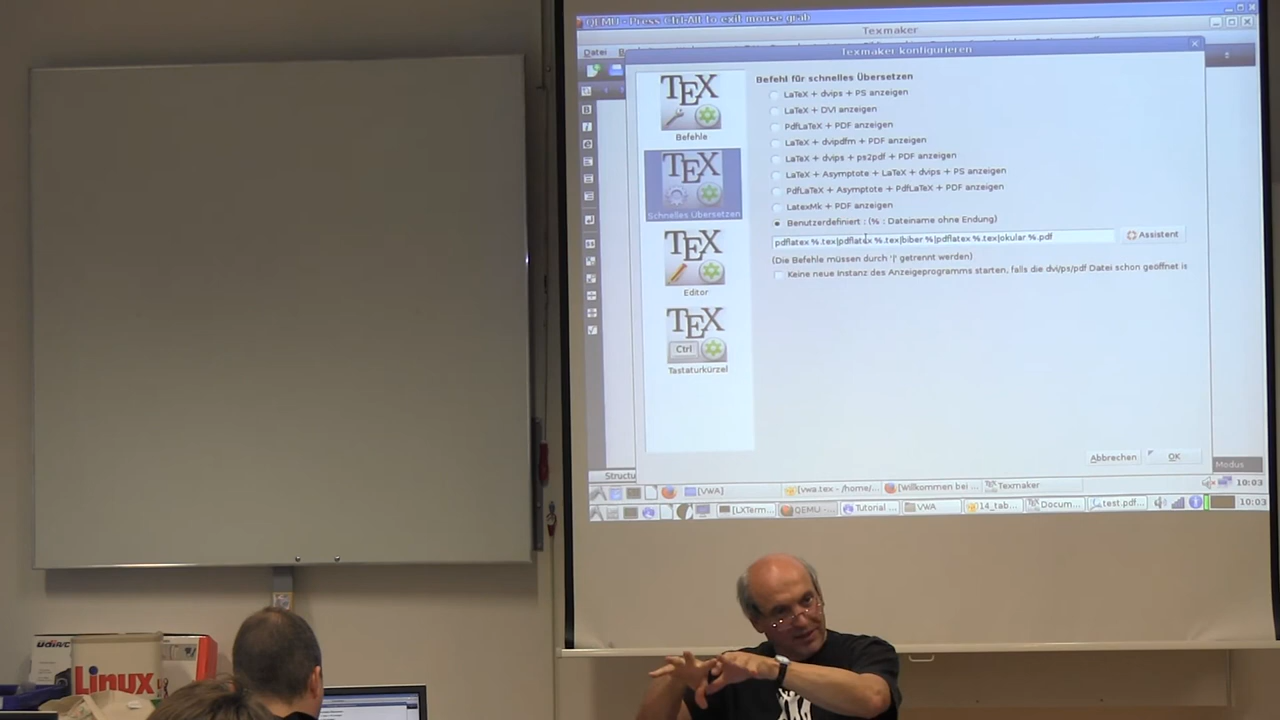 QEMU - Press Ctrl-Alt to exit mouse grab
Texmaker
Datei
Texmaker konfigurieren
Befehl für schnelles Übersetzen
LaTeX + dvips + PS anzeigen
LaTeX + DVI anzeigen
PdfLaTeX + PDF anzeigen
LaTeX + dvipdfm + PDF anzeigen
LaTeX + dvips + ps2pdf + PDF anzeigen
LaTeX + Asymptote + LaTeX + dvips + PS anzeigen
PdfLaTeX + Asymptote + PdfLaTeX + PDF anzeigen
LatexMk + PDF anzeigen
Benutzerdefiniert : (% : Dateiname ohne Endung)
pdflatex %.tex|pdflatex %.tex|biber %|pdflatex %.tex|okular %.pdf
Assistent
(Die Befehle müssen durch '|' getrennt werden)
Keine neue Instanz des Anzeigeprogramms starten, falls die dvi/ps/pdf Datei schon geöffnet is
TEX
Befehle
TEX
Schnelles Übersetzen
TEX
Editor
TEX
Ctrl
Tastaturkürzel
Abbrechen
OK
Structu
Modus
[VWA]
[vwa.tex - /home/...
[Willkommen bei ...
Texmaker
10:03
[LXTerm...
QEMU -...
Tutorial ...
VWA
14_tab...
Docum...
test.pdf...
10:03
Linux